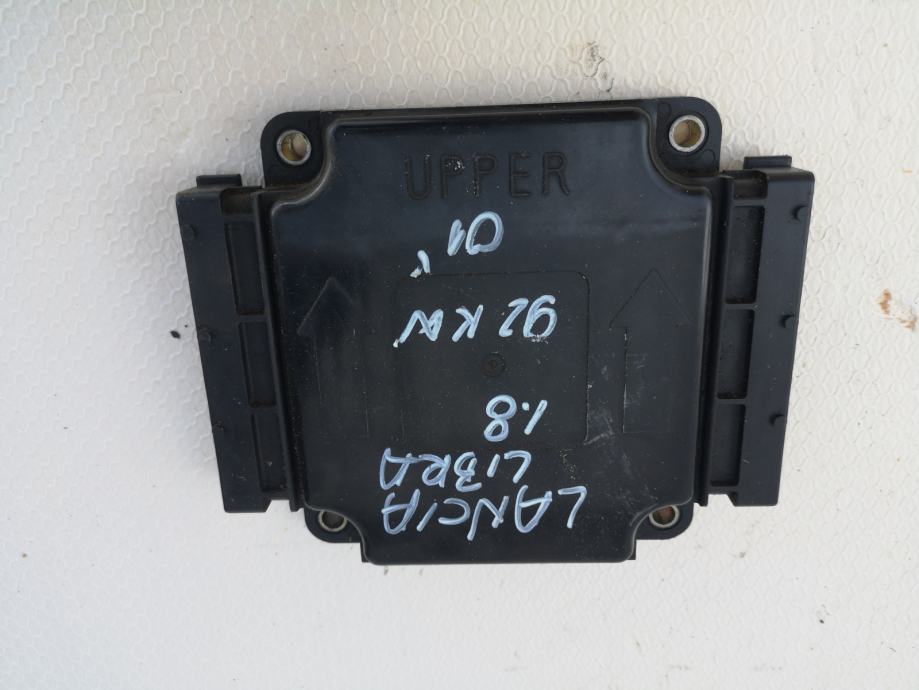 UPPER
LANCIA
LIBRA
1.8
92 KW
01'